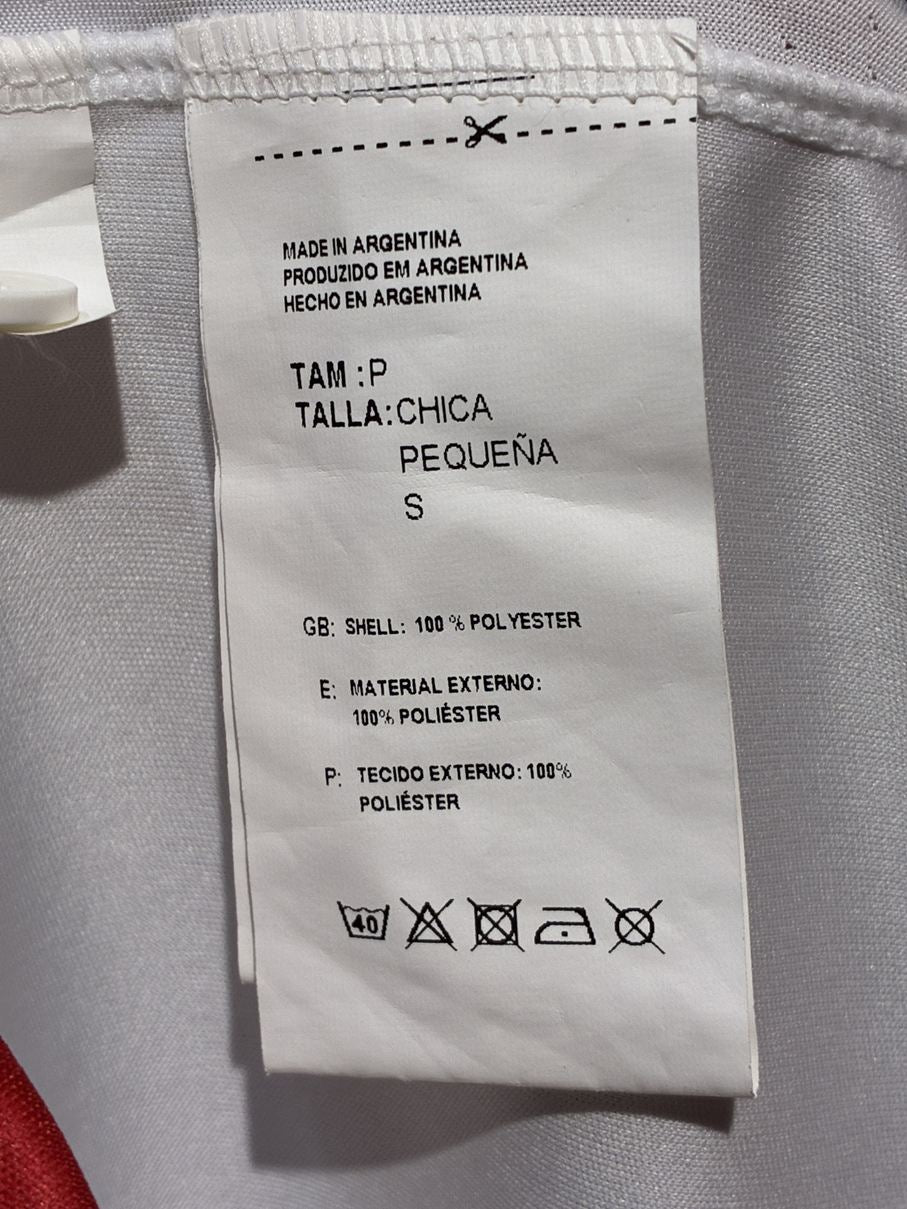 MADE IN ARGENTINA
PRODUZIDO EM ARGENTINA
HECHO EN ARGENTINA
TAM :P
TALLA:CHICA
PEQUEÑA
S
GB: SHELL: 100 % POLYESTER
E: MATERIAL EXTERNO:
100% POLIÉSTER
P: TECIDO EXTERNO: 100%
POLIÉSTER
40